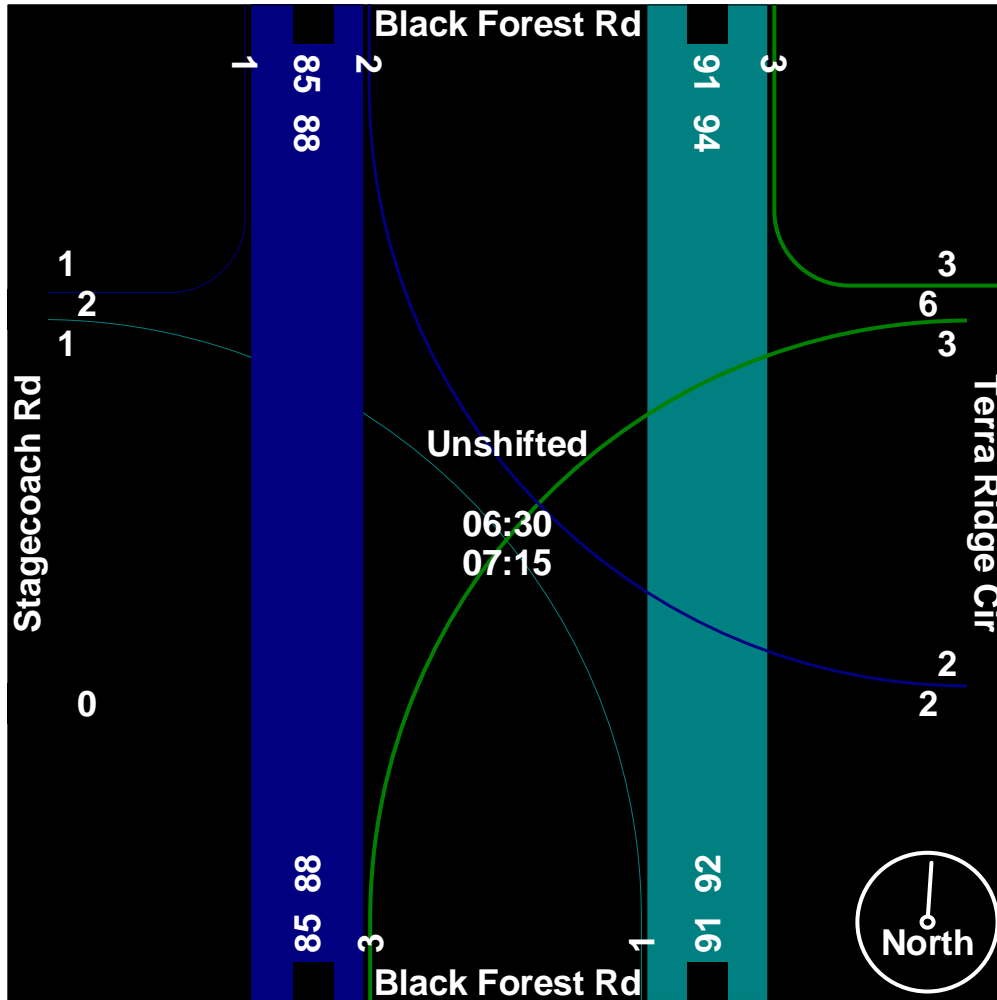 Black Forest Rd
1 85 2 91 3
88 94
1 3
2 6
1 3
Stagecoach Rd
Terra Ridge Cir
Unshifted
06:30
07:15
2
0 2
88 92
85 3 1 91
North
Black Forest Rd